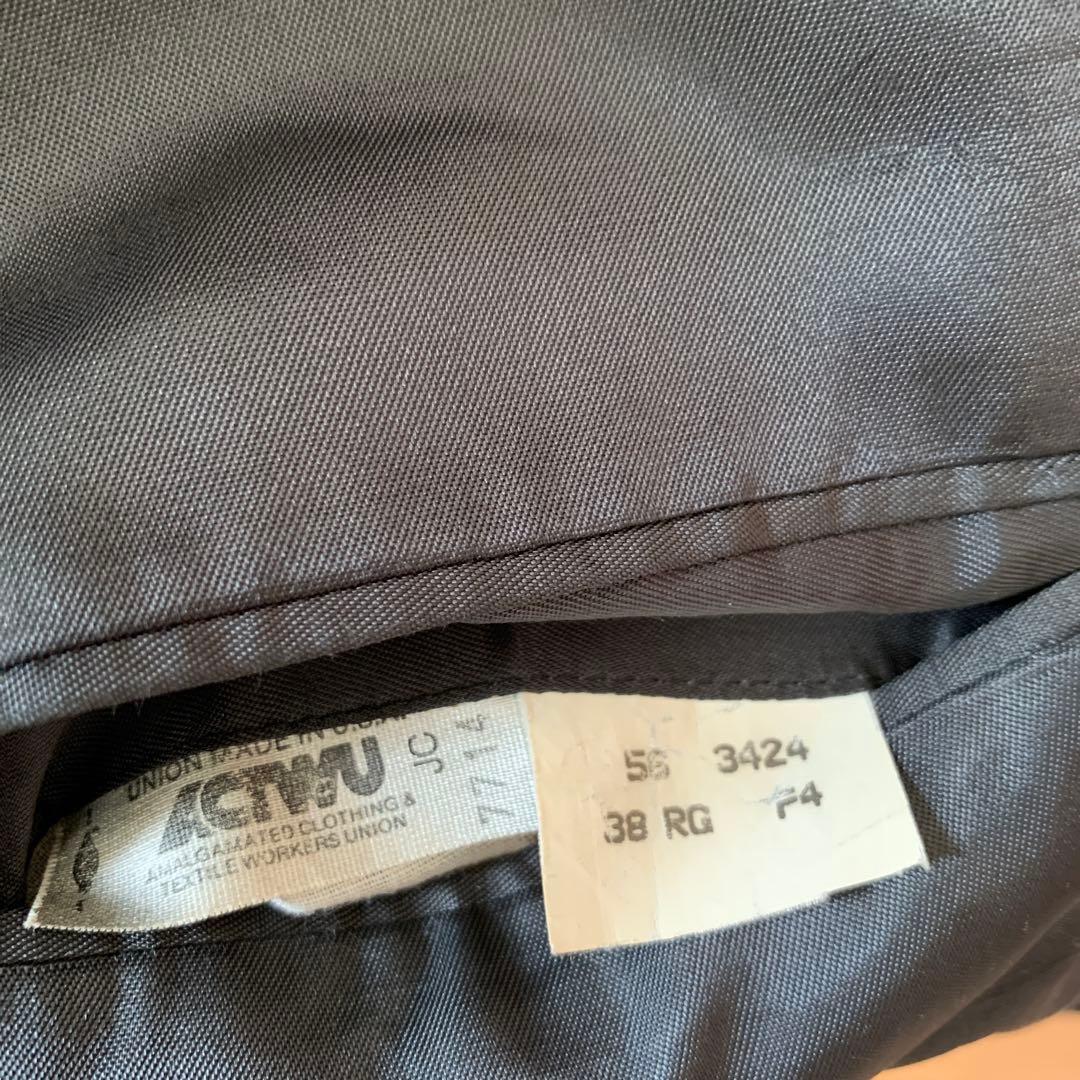 UNION MADE IN U.S.A.
ACTWU
AMALGAMATED CLOTHING &
TEXTILE WORKERS UNION
JC
7714
56 3424
38 RG F4